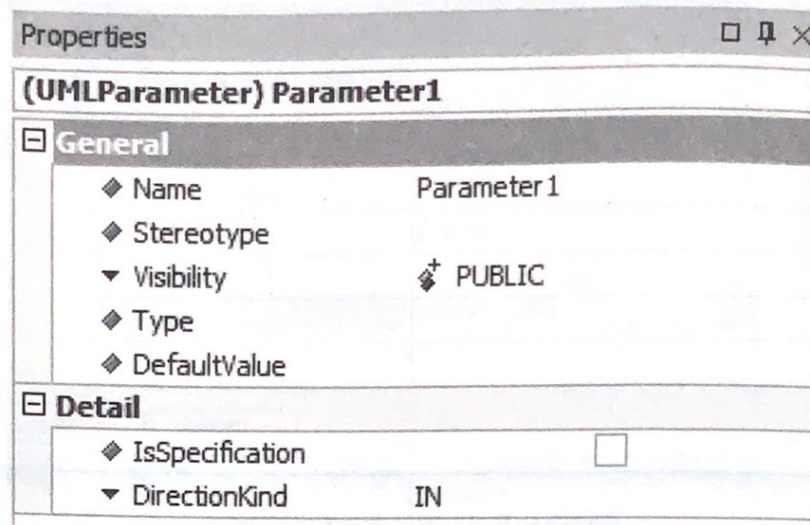 Properties
(UMLParameter) Parameter1
General
Name Parameter1
Stereotype
Visibility PUBLIC
Type
DefaultValue
Detail
IsSpecification
DirectionKind IN